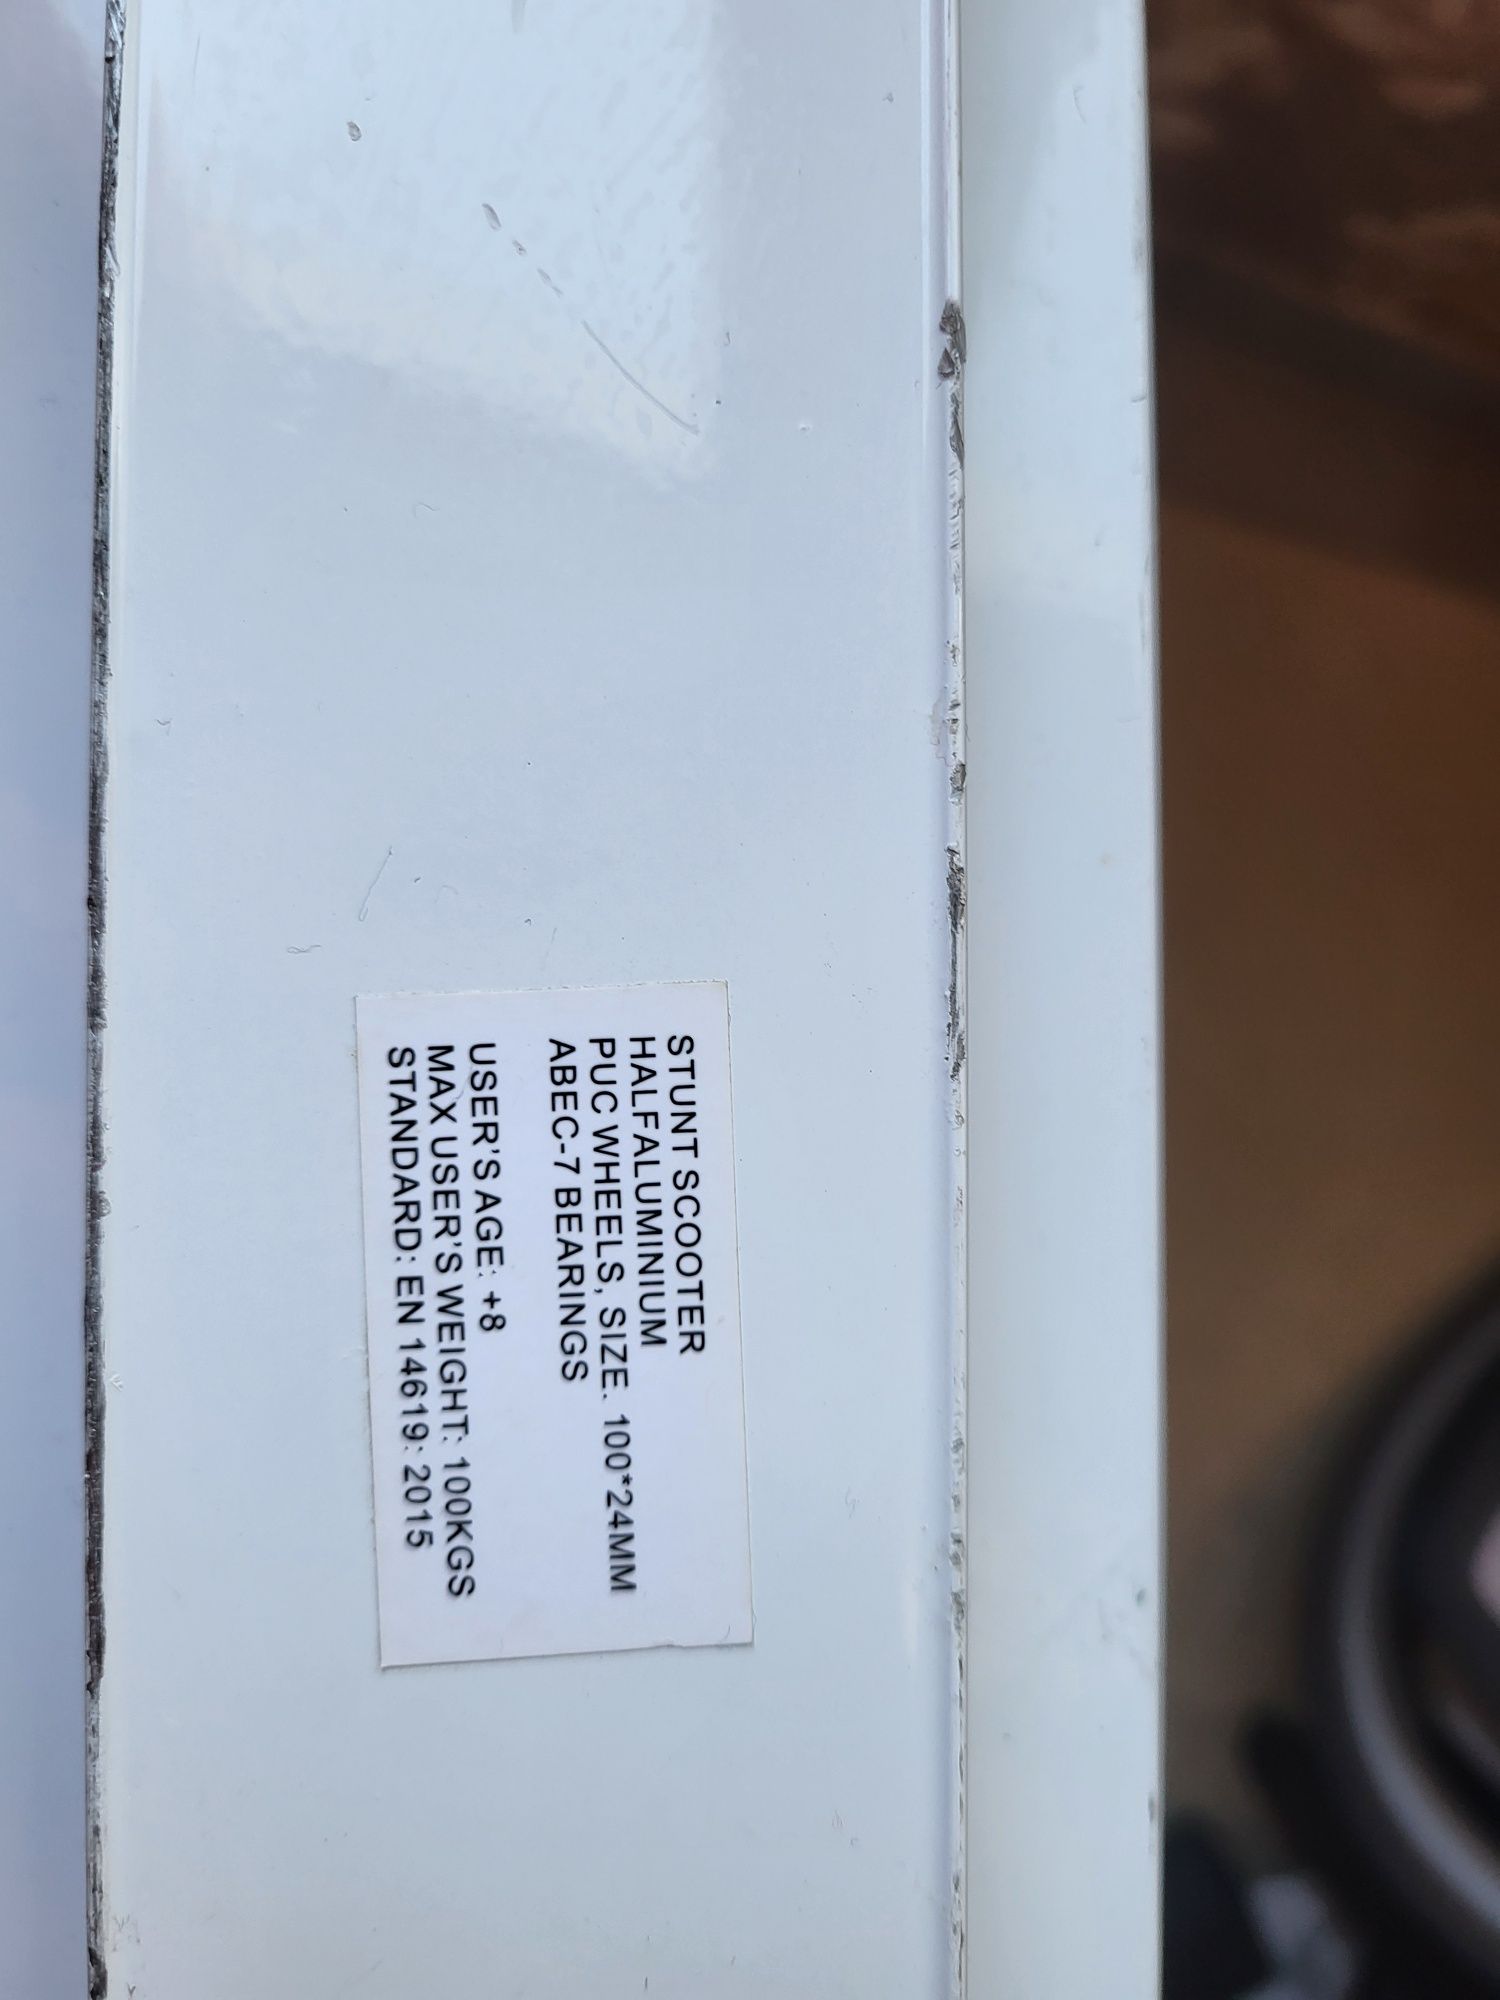 STUNT SCOOTER
HALFALUMINIUM
PUC WHEELS, SIZE. 100*24MM
ABEC-7 BEARINGS
USER'S AGE: +8
MAX USER'S WEIGHT: 100KGS
STANDARD: EN 14619: 2015